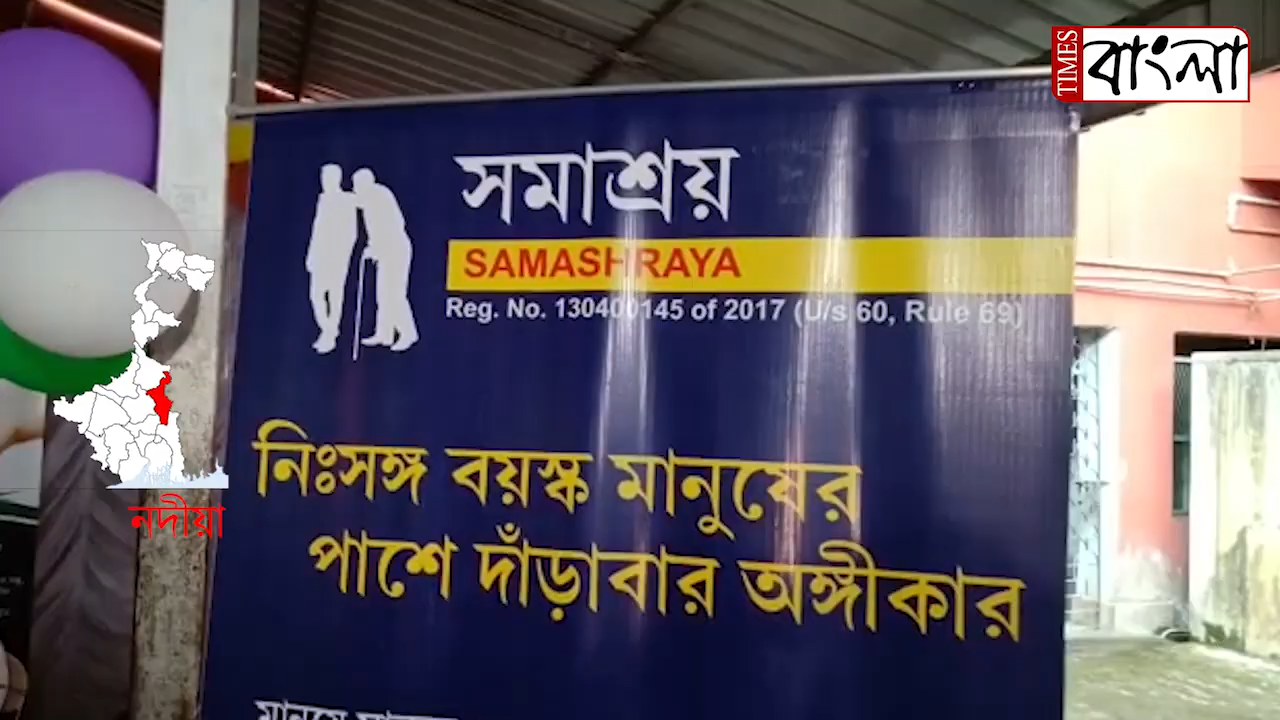 TIMES বাংলা
সমাশ্রয়
SAMASHRAYA
Reg. No. 130400145 of 2017 (U/s 60, Rule 69)
নিঃসঙ্গ বয়স্ক মানুষের
পাশে দাঁড়াবার অঙ্গীকার
নদীয়া